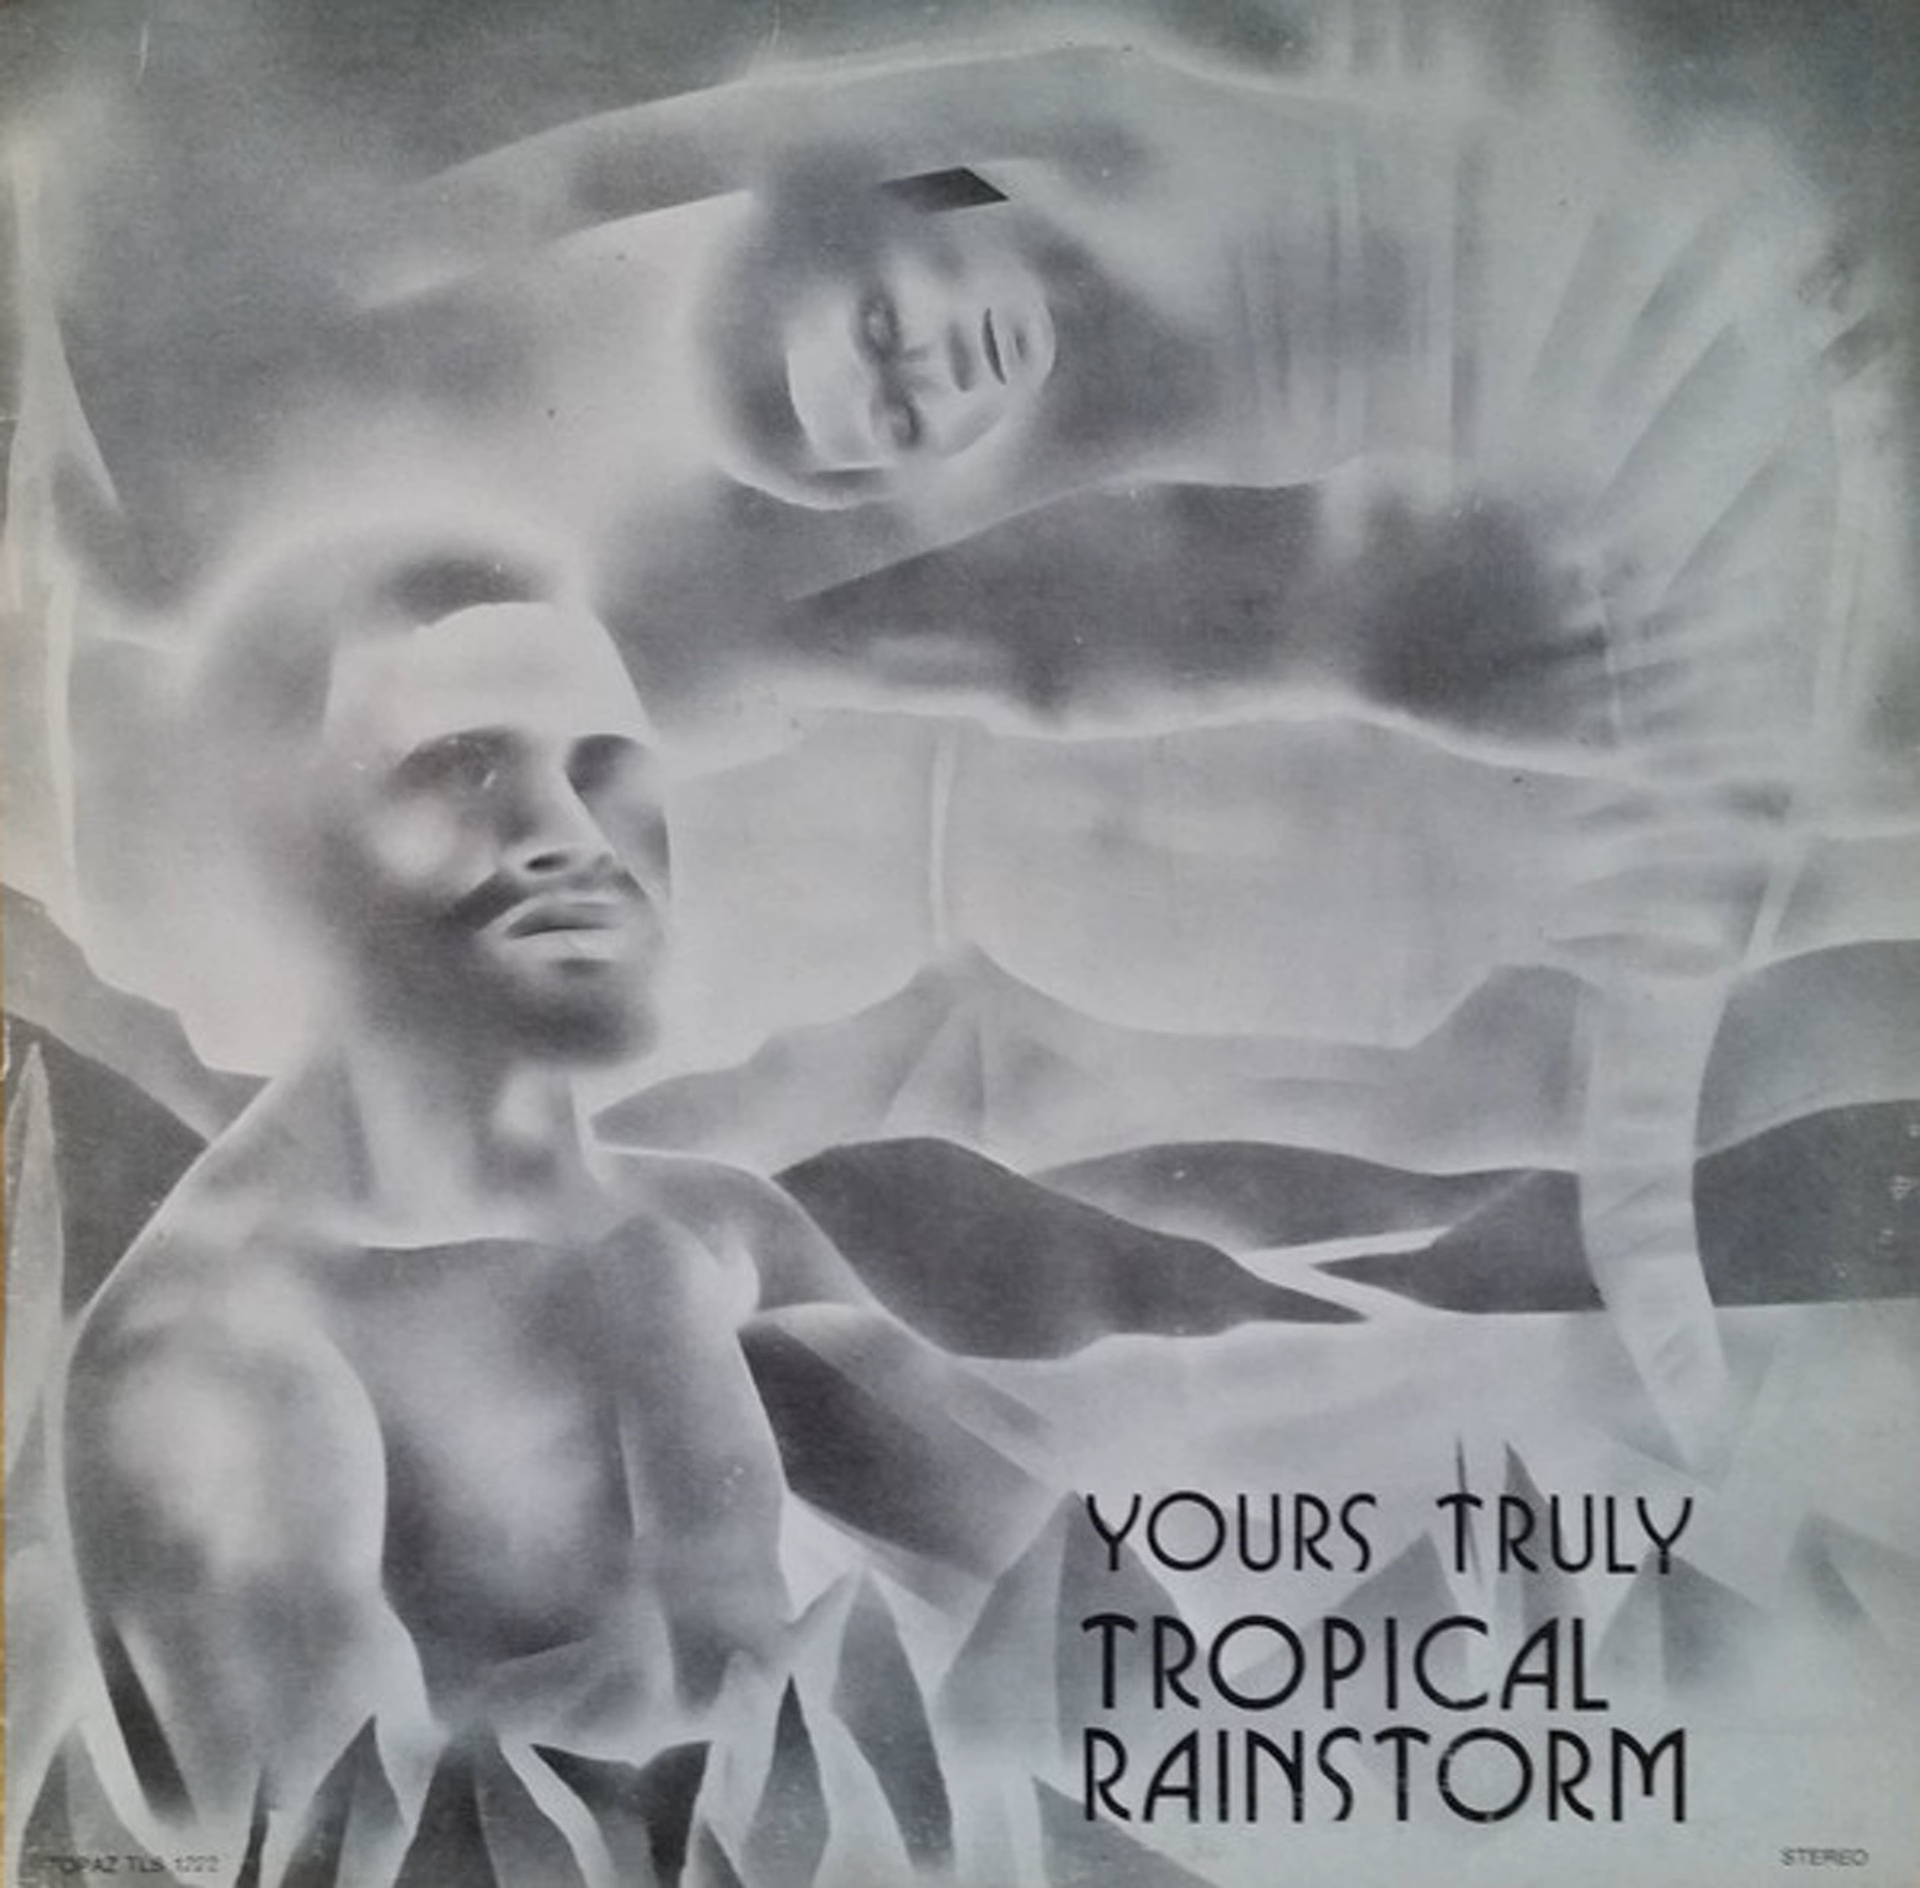 YOURS TRULY
TROPICAL
RAINSTORM
TOPAZ TLS 1222
STEREO